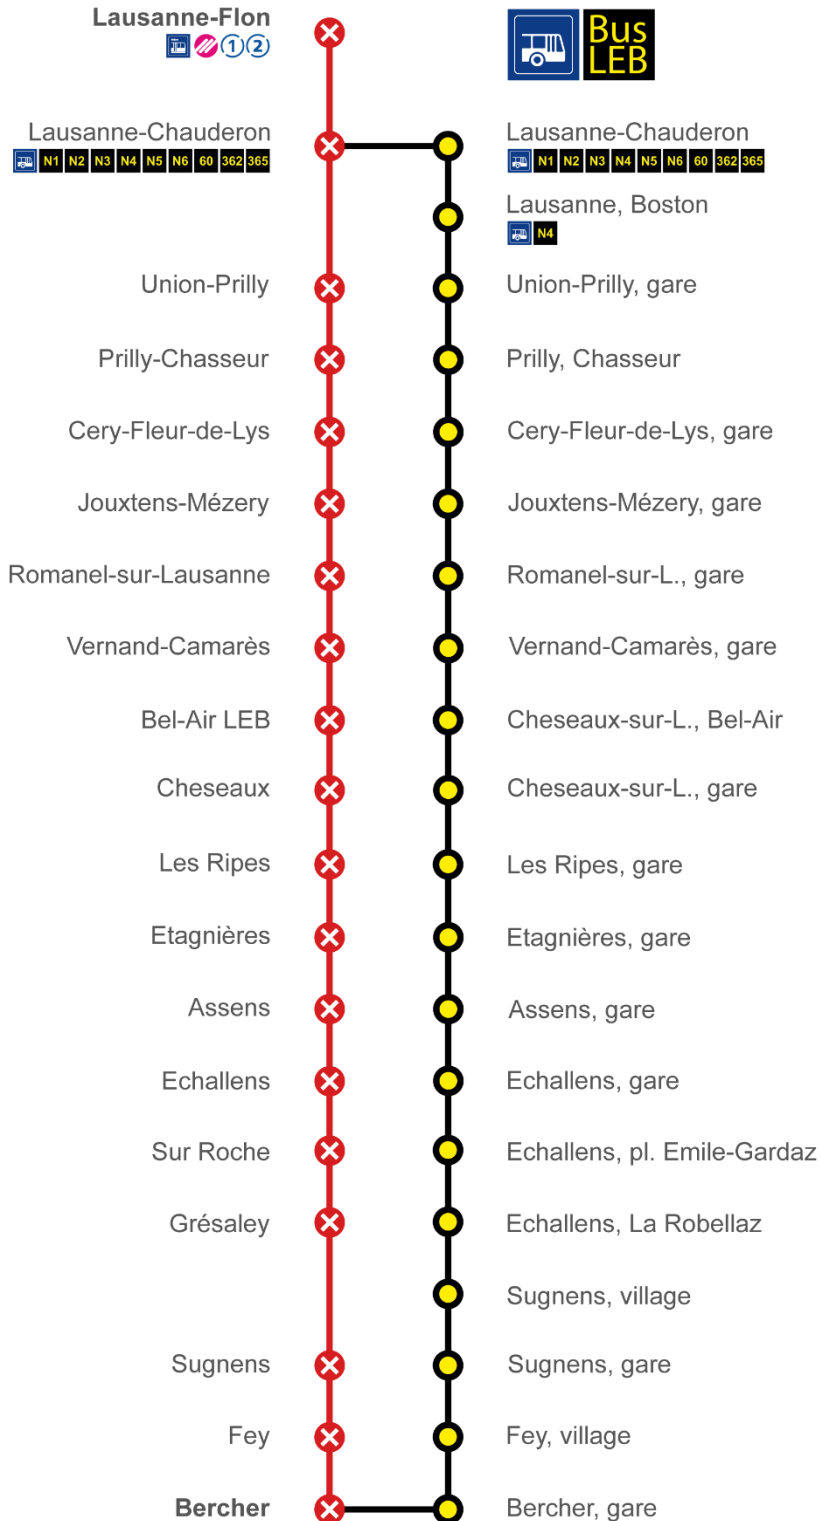 Lausanne-Flon
1 2
Bus
LEB
Lausanne-Chauderon
N1 N2 N3 N4 N5 N6 60 362 365
Lausanne-Chauderon
N1 N2 N3 N4 N5 N6 60 362 365
Lausanne, Boston
N4
Union-Prilly
Union-Prilly, gare
Prilly-Chasseur
Prilly, Chasseur
Cery-Fleur-de-Lys
Cery-Fleur-de-Lys, gare
Jouxtens-Mézery
Jouxtens-Mézery, gare
Romanel-sur-Lausanne
Romanel-sur-L., gare
Vernand-Camarès
Vernand-Camarès, gare
Bel-Air LEB
Cheseaux-sur-L., Bel-Air
Cheseaux
Cheseaux-sur-L., gare
Les Ripes
Les Ripes, gare
Etagnières
Etagnières, gare
Assens
Assens, gare
Echallens
Echallens, gare
Sur Roche
Echallens, pl. Emile-Gardaz
Grésaley
Echallens, La Robellaz
Sugnens, village
Sugnens
Sugnens, gare
Fey
Fey, village
Bercher
Bercher, gare